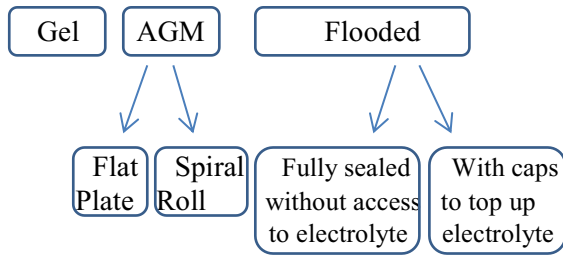 Gel
AGM
Flooded
Flat
Plate
Spiral
Roll
Fully sealed
without access
to electrolyte
With caps
to top up
electrolyte